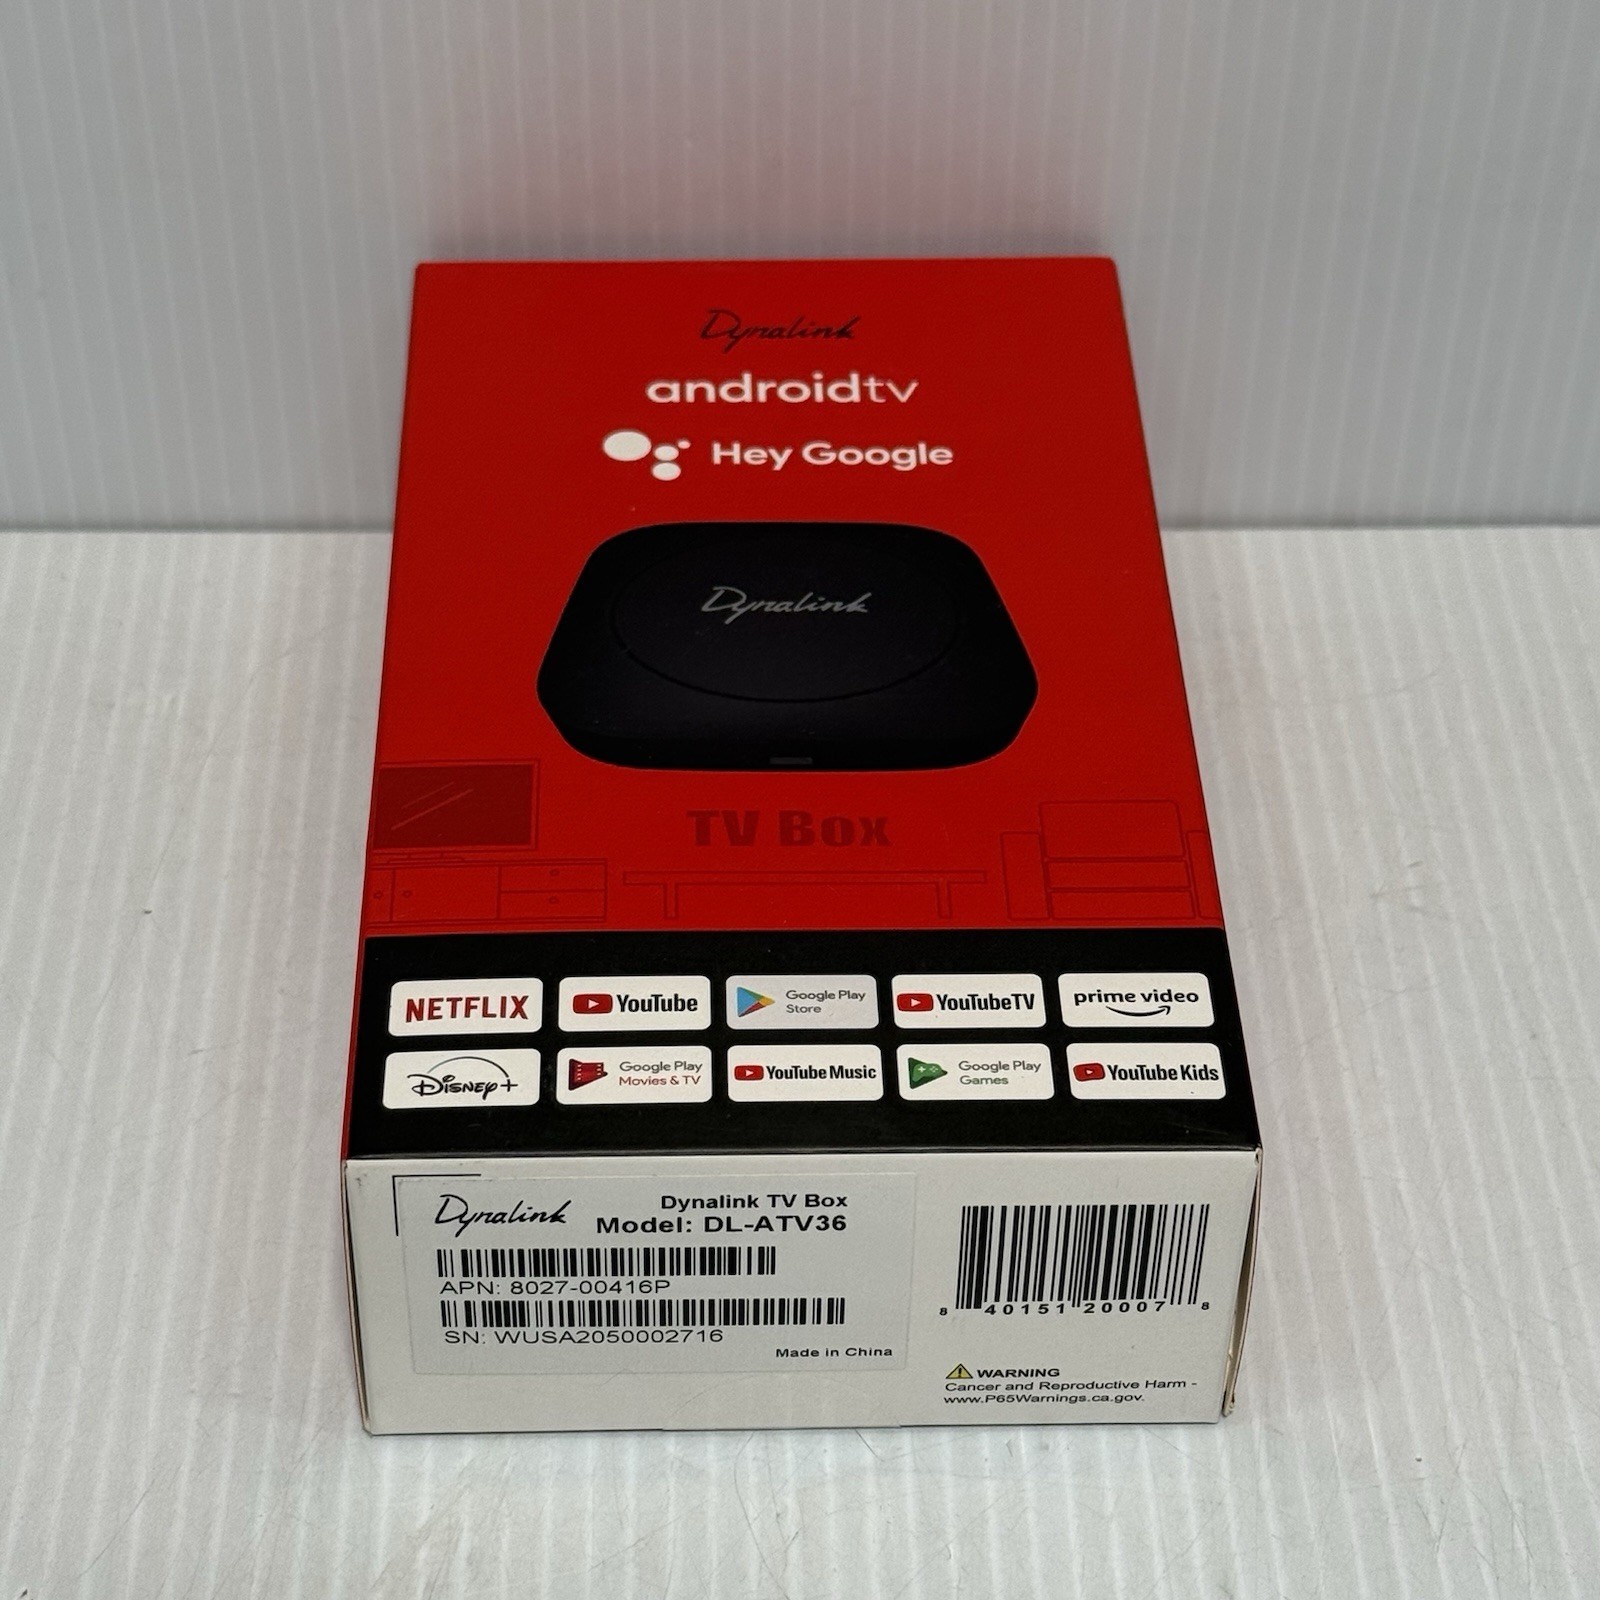 Dynalink
androidtv
Hey Google
Dynalink
TV Box
NETFLIX
YouTube
Google Play
Store
YouTubeTV
prime video
Disney+
Google Play
Movies & TV
YouTube Music
Google Play
Games
YouTube Kids
Dynalink
Dynalink TV Box
Model: DL-ATV36
APN: 8027-00416P
SN: WUSA2050002716
Made in China
8 40151 20007 8
WARNING
Cancer and Reproductive Harm -
www.P65Warnings.ca.gov.